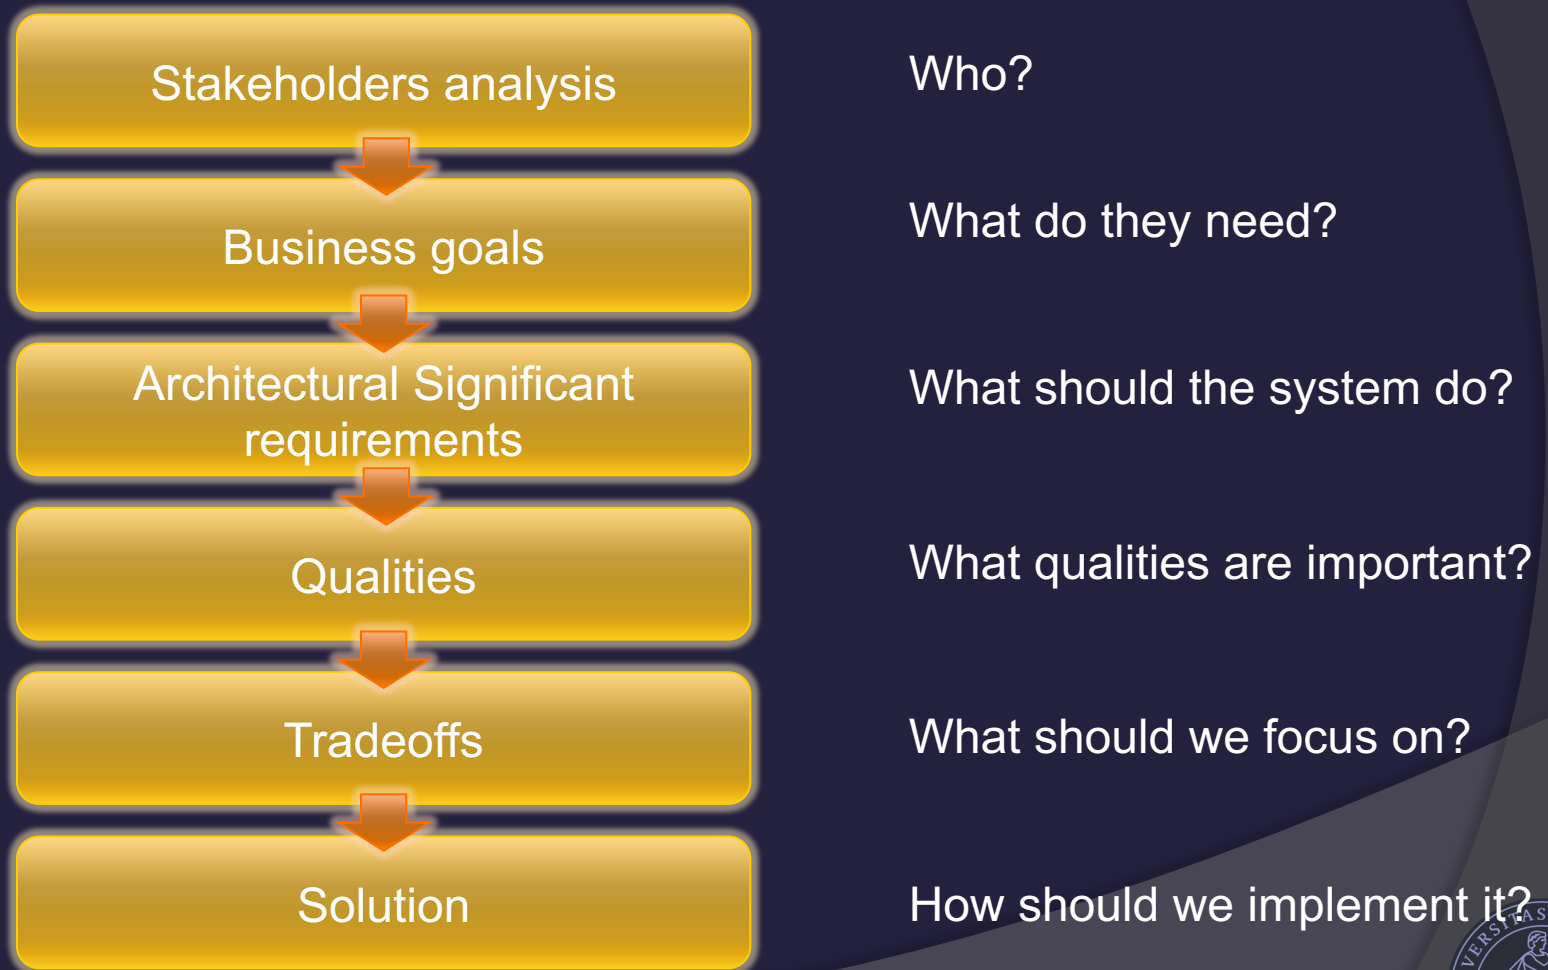 Stakeholders analysis
Who?
Business goals
What do they need?
Architectural Significant
requirements
What should the system do?
Qualities
What qualities are important?
Tradeoffs
What should we focus on?
Solution
How should we implement it?